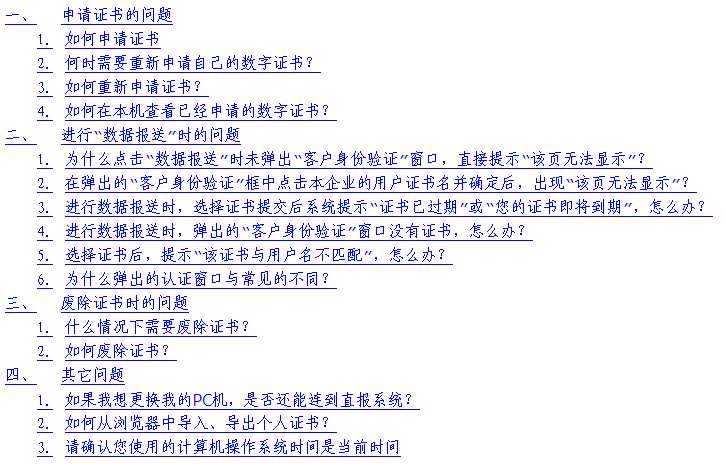 一、 申请证书的问题
1. 如何申请证书
2. 何时需要重新申请自己的数字证书？
3. 如何重新申请证书？
4. 如何在本机查看已经申请的数字证书？
二、 进行“数据报送”时的问题
1. 为什么点击“数据报送”时未弹出“客户身份验证”窗口，直接提示“该页无法显示”？
2. 在弹出的“客户身份验证”框中点击本企业的用户证书名并确定后，出现“该页无法显示”？
3. 进行数据报送时，选择证书提交后系统提示“证书已过期”或“您的证书即将到期”，怎么办？
4. 进行数据报送时，弹出的“客户身份验证”窗口没有证书，怎么办？
5. 选择证书后，提示“该证书与用户名不匹配”，怎么办？
6. 为什么弹出的认证窗口与常见的不同？
三、 废除证书时的问题
1. 什么情况下需要废除证书？
2. 如何废除证书？
四、 其它问题
1. 如果我想更换我的PC机，是否还能连到直报系统？
2. 如何从浏览器中导入、导出个人证书？
3. 请确认您使用的计算机操作系统时间是当前时间